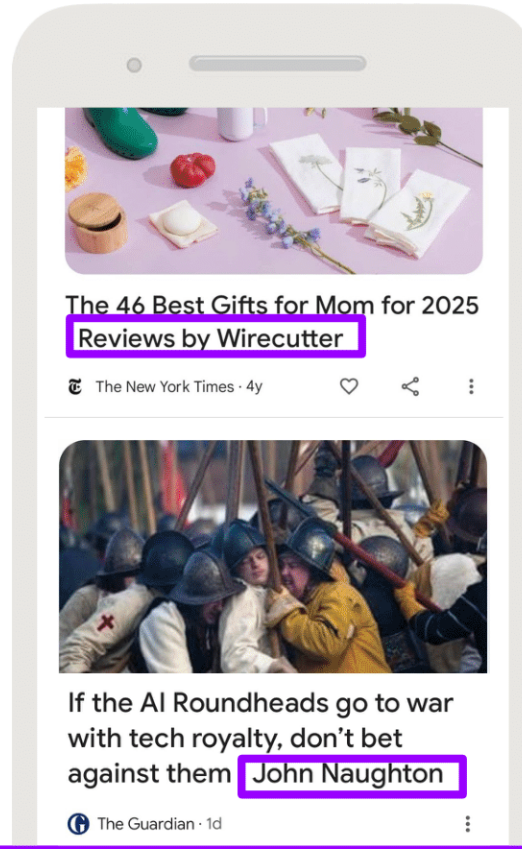 The 46 Best Gifts for Mom for 2025
Reviews by Wirecutter
The New York Times · 4y
If the AI Roundheads go to war
with tech royalty, don’t bet
against them John Naughton
The Guardian · 1d